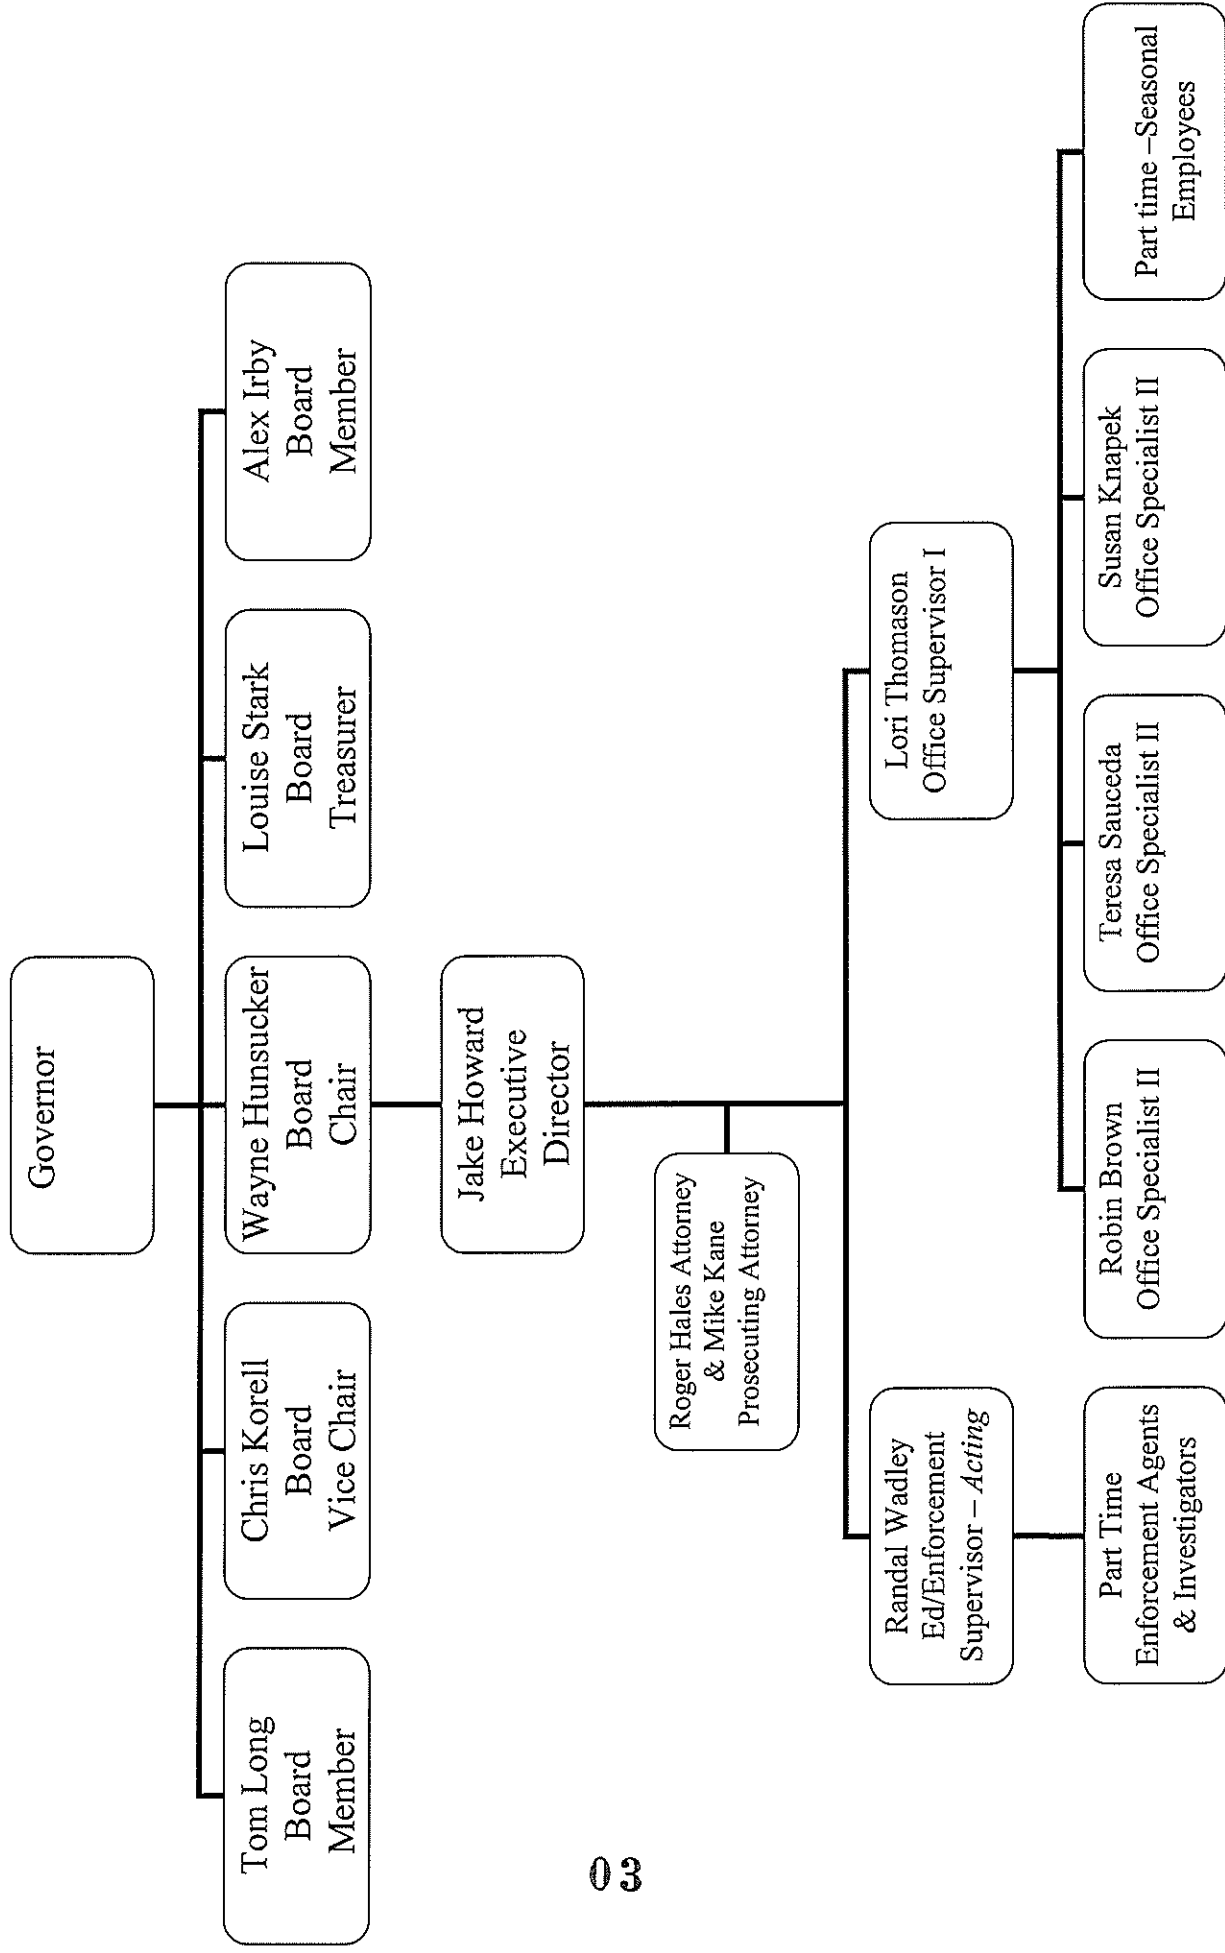 Governor
Tom Long
Board
Member
Chris Korell
Board
Vice Chair
Wayne Hunsucker
Board
Chair
Louise Stark
Board
Treasurer
Alex Irby
Board
Member
Jake Howard
Executive
Director
Roger Hales Attorney
& Mike Kane
Prosecuting Attorney
Randal Wadley
Ed/Enforcement
Supervisor – Acting
Lori Thomason
Office Supervisor I
Part Time
Enforcement Agents
& Investigators
Robin Brown
Office Specialist II
Teresa Sauceda
Office Specialist II
Susan Knapek
Office Specialist II
Part time –Seasonal
Employees
03